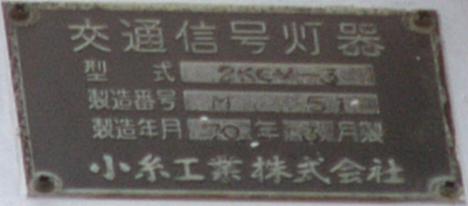 交通信号灯器
型式
製造番号
製造年月 年 月製
小糸工業株式会社